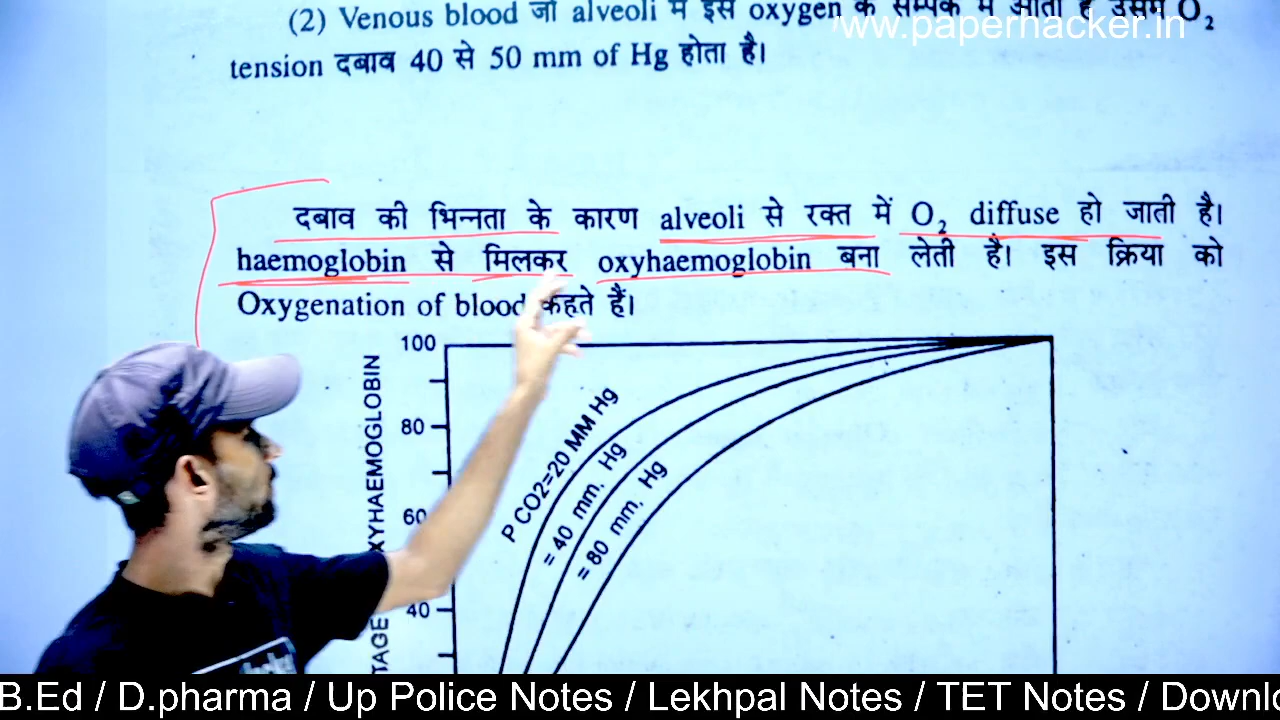 (2) Venous blood जो alveoli में इस oxygen के सम्पर्क में आता है उसमें O₂
www.paperhacker.in
tension दबाव 40 से 50 mm of Hg होता है।
दबाव की भिन्नता के कारण alveoli से रक्त में O₂ diffuse हो जाती है।
haemoglobin से मिलकर oxyhaemoglobin बना लेती है। इस क्रिया को
Oxygenation of blood कहते हैं।
100
80
60
40
XYHAEMOGLOBIN
TAGE
P CO2=20 MM Hg
= 40 mm. Hg
= 80 mm. Hg
B.Ed / D.pharma / Up Police Notes / Lekhpal Notes / TET Notes / Downlo